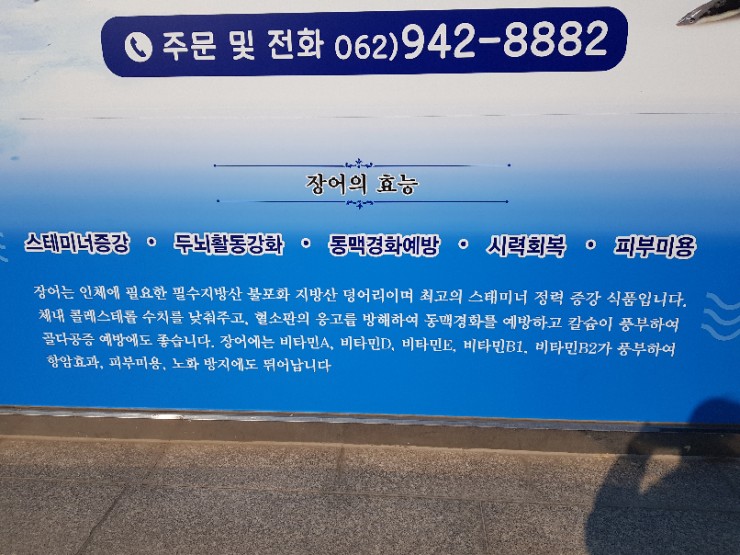 주문 및 전화 062)942-8882
장어의 효능
스테미너증강 · 두뇌활동강화 · 동맥경화예방 · 시력회복 · 피부미용
장어는 인체에 필요한 필수지방산 불포화 지방산 덩어리이며 최고의 스테미너 정력 증강 식품입니다.
체내 콜레스테롤 수치를 낮춰주고, 혈소판의 응고를 방해하여 동맥경화를 예방하고 칼슘이 풍부하여
골다공증 예방에도 좋습니다. 장어에는 비타민A, 비타민D, 비타민E, 비타민B1, 비타민B2가 풍부하여
항암효과, 피부미용, 노화 방지에도 뛰어납니다